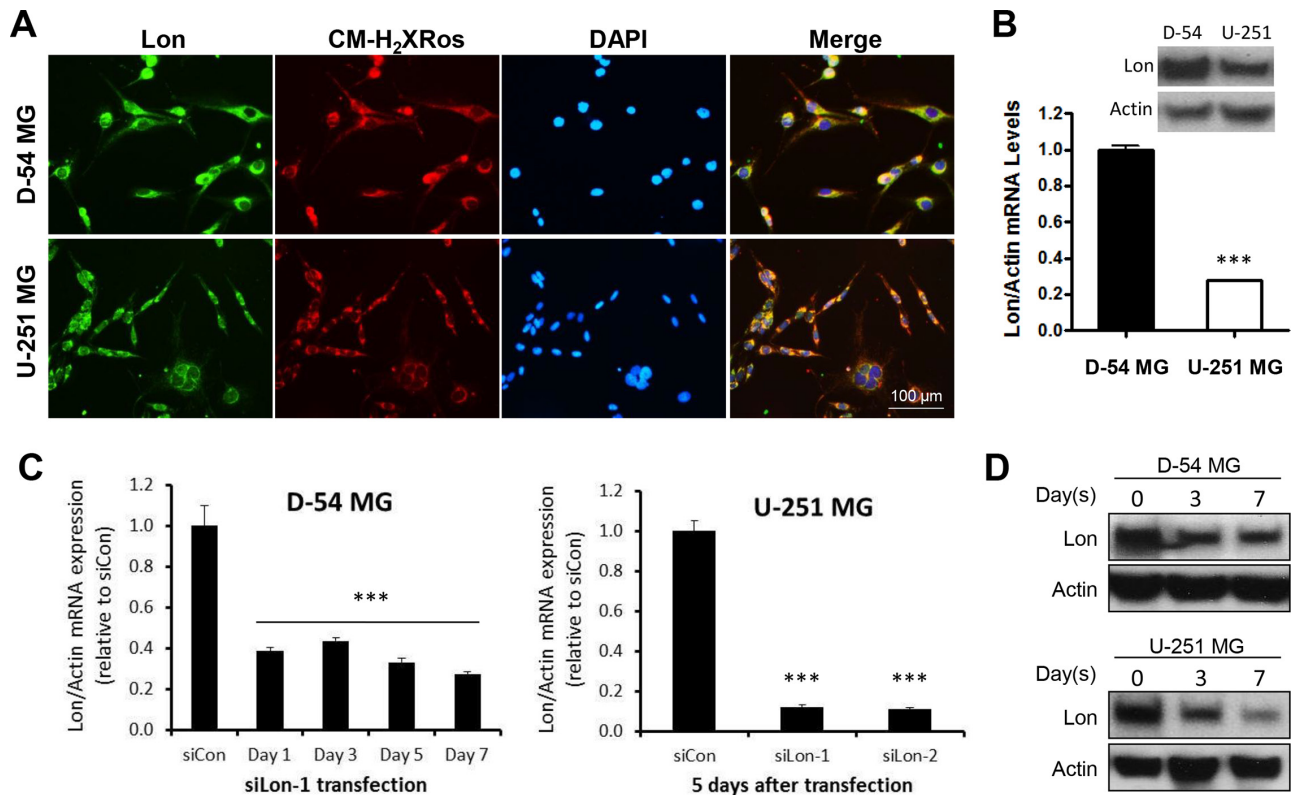 A
Lon CM-H2XRos DAPI Merge
D-54 MG
U-251 MG
100 µm
B
D-54 U-251
Lon
Actin
Lon/Actin mRNA Levels
1.2
1.0
1.2
0.8
0.6
0.4
0.2
0.0
***
D-54 MG U-251 MG
C
D-54 MG
Lon/Actin mRNA expression
(relative to siCon)
1.2
1.0
0.8
0.6
0.4
0.2
0.0
***
siCon Day 1 Day 3 Day 5 Day 7
siLon-1 transfection
U-251 MG
Lon/Actin mRNA expression
(relative to siCon)
1.2
1.0
0.8
0.6
0.4
0.2
0.0
*** ***
siCon siLon-1 siLon-2
5 days after transfection
D
D-54 MG
Day(s) 0 3 7
Lon
Actin
U-251 MG
Day(s) 0 3 7
Lon
Actin